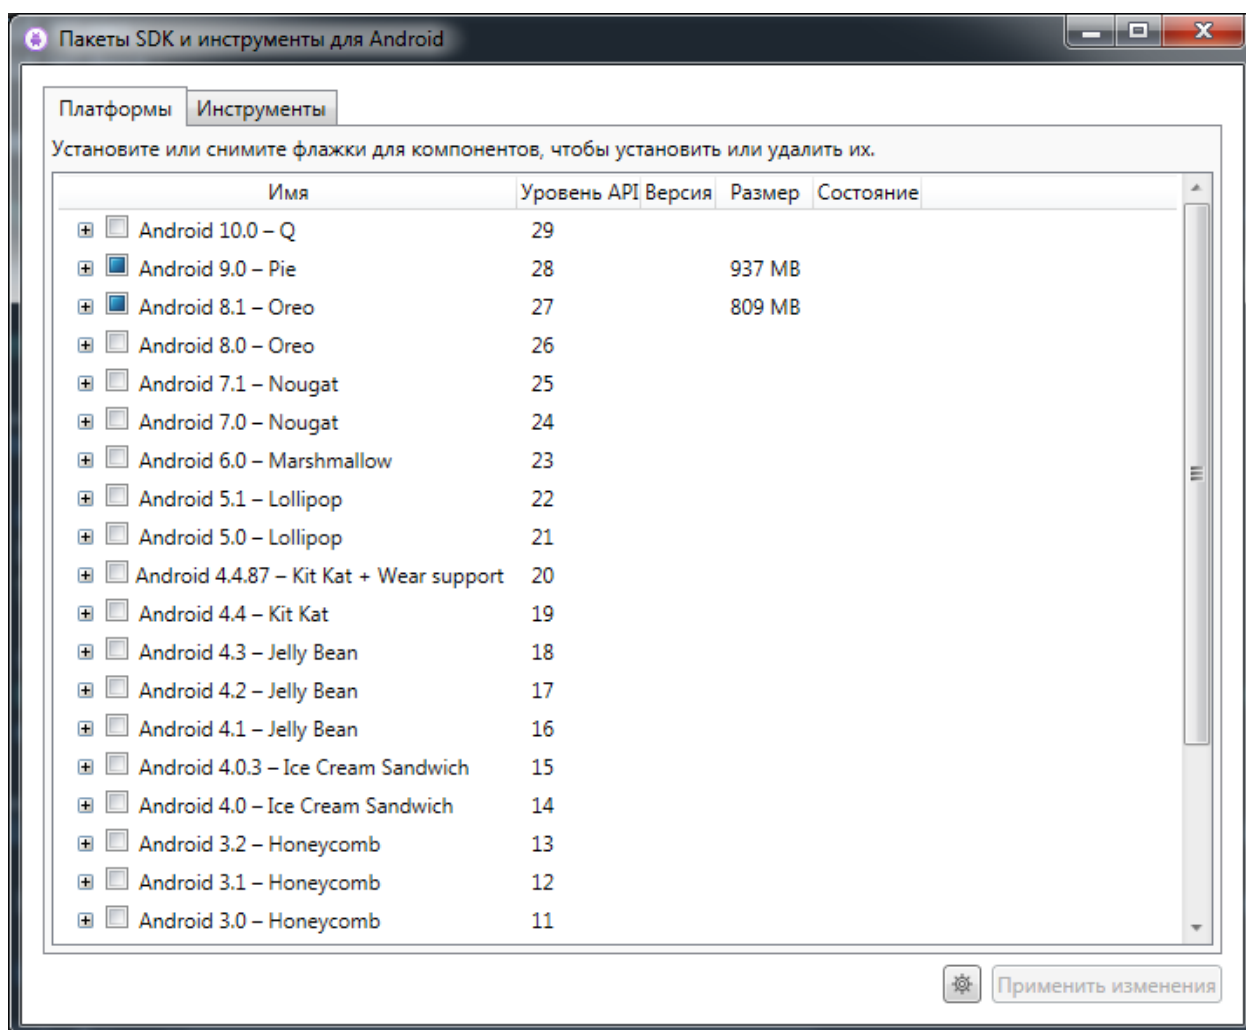 Пакеты SDK и инструменты для Android
Платформы Инструменты
Установите или снимите флажки для компонентов, чтобы установить или удалить их.
Имя Уровень API Версия Размер Состояние
Android 10.0 – Q 29
Android 9.0 – Pie 28 937 MB
Android 8.1 – Oreo 27 809 MB
Android 8.0 – Oreo 26
Android 7.1 – Nougat 25
Android 7.0 – Nougat 24
Android 6.0 – Marshmallow 23
Android 5.1 – Lollipop 22
Android 5.0 – Lollipop 21
Android 4.4.87 – Kit Kat + Wear support 20
Android 4.4 – Kit Kat 19
Android 4.3 – Jelly Bean 18
Android 4.2 – Jelly Bean 17
Android 4.1 – Jelly Bean 16
Android 4.0.3 – Ice Cream Sandwich 15
Android 4.0 – Ice Cream Sandwich 14
Android 3.2 – Honeycomb 13
Android 3.1 – Honeycomb 12
Android 3.0 – Honeycomb 11
Применить изменения